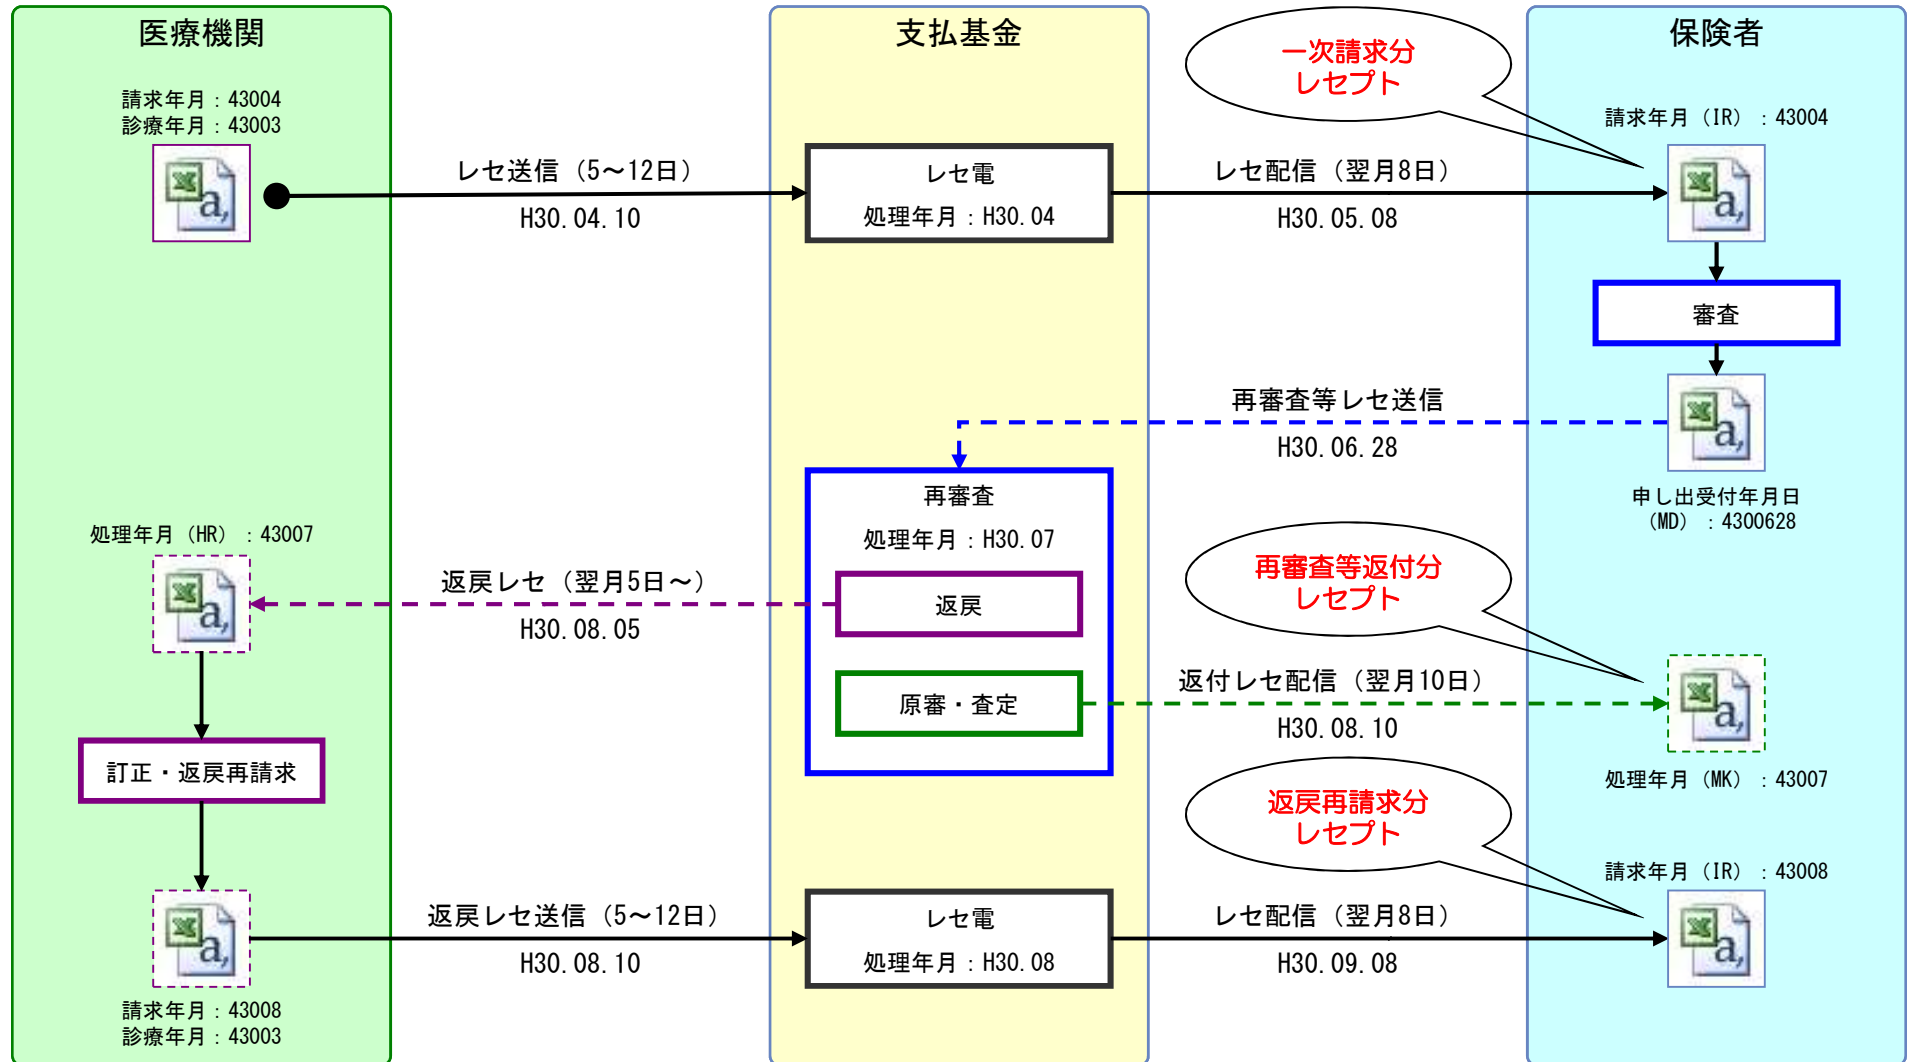 医療機関
支払基金
保険者
一次請求分
レセプト
請求年月：43004
診療年月：43003
請求年月（IR）：43004
レセ送信（5～12日）
H30.04.10
レセ電
処理年月：H30.04
レセ配信（翌月8日）
H30.05.08
審査
再審査等レセ送信
H30.06.28
申し出受付年月日
（MD）：4300628
再審査
処理年月：H30.07
処理年月（HR）：43007
返戻レセ（翌月5日～）
H30.08.05
返戻
再審査等返付分
レセプト
原審・査定
返付レセ配信（翌月10日）
H30.08.10
処理年月（MK）：43007
訂正・返戻再請求
返戻再請求分
レセプト
請求年月（IR）：43008
返戻レセ送信（5～12日）
H30.08.10
レセ電
処理年月：H30.08
レセ配信（翌月8日）
H30.09.08
請求年月：43008
診療年月：43003